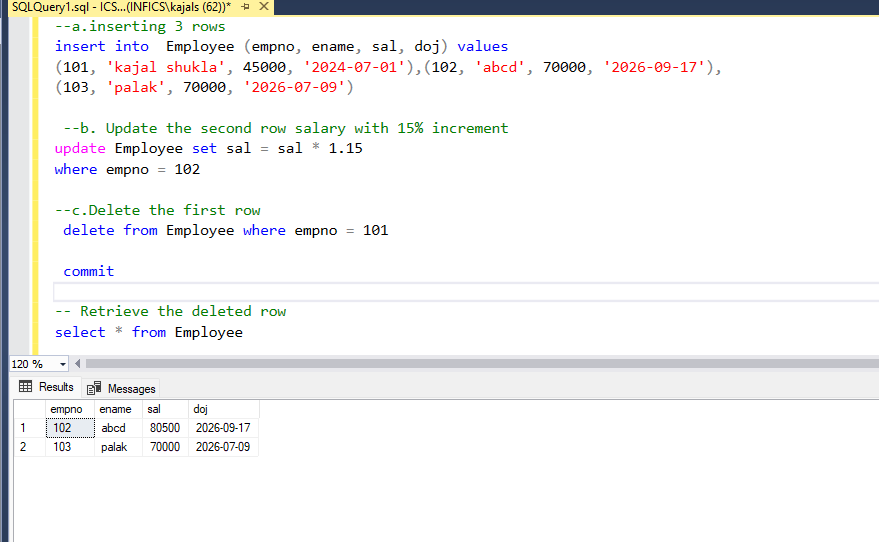 SQLQuery1.sql - ICS...(INFICS\kajals (62))*
--a.inserting 3 rows
insert into  Employee (empno, ename, sal, doj) values
(101, 'kajal shukla', 45000, '2024-07-01'),(102, 'abcd', 70000, '2026-09-17'),
(103, 'palak', 70000, '2026-07-09')
--b. Update the second row salary with 15% increment
update Employee set sal = sal * 1.15
where empno = 102
--c.Delete the first row
delete from Employee where empno = 101
commit
-- Retrieve the deleted row
select * from Employee
120 %
Results Messages
empno ename sal doj
1 102 abcd 80500 2026-09-17
2 103 palak 70000 2026-07-09